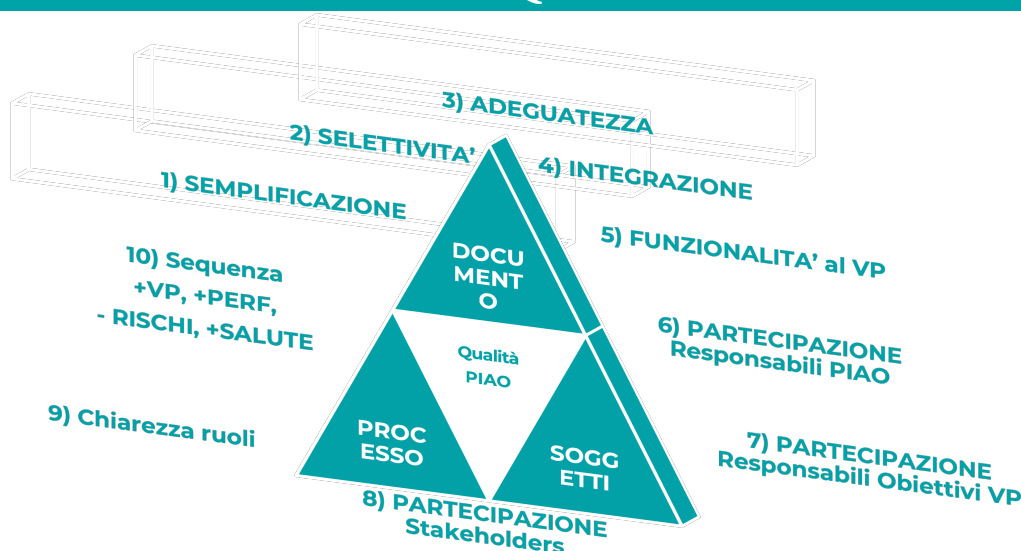 3) ADEGUATEZZA
2) SELETTIVITA’
4) INTEGRAZIONE
1) SEMPLIFICAZIONE
5) FUNZIONALITA’ al VP
DOCU
MENT
O
10) Sequenza
+VP, +PERF,
- RISCHI, +SALUTE
6) PARTECIPAZIONE
Responsabili PIAO
Qualità
PIAO
9) Chiarezza ruoli
PROC
ESSO
SOGG
ETTI
7) PARTECIPAZIONE
Responsabili Obiettivi VP
8) PARTECIPAZIONE
Stakeholders